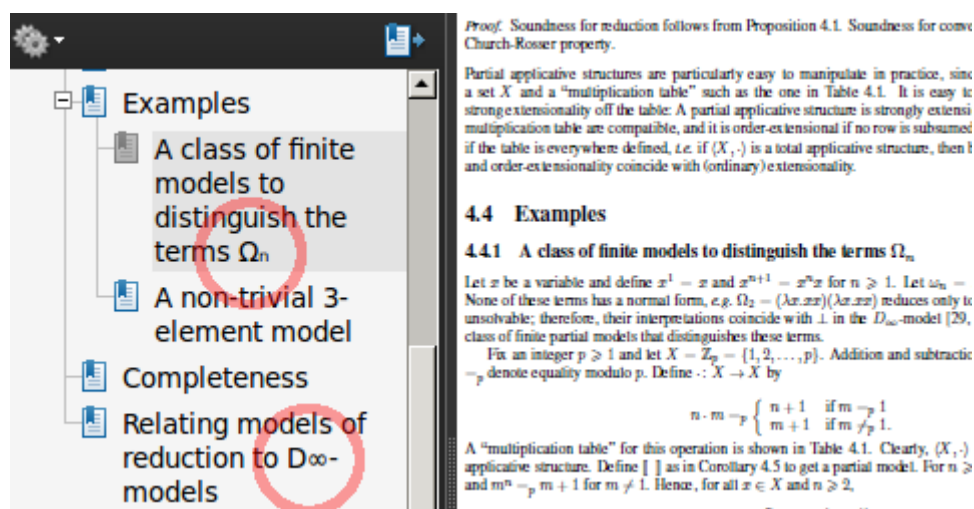 Examples
A class of finite
models to
distinguish the
terms Ωₙ
A non-trivial 3-
element model
Completeness
Relating models of
reduction to D∞-
models
Proof. Soundness for reduction follows from Proposition 4.1. Soundness for conve
Church-Rosser property.
Partial applicative structures are particularly easy to manipulate in practice, sinc
a set X and a “multiplication table” such as the one in Table 4.1. It is easy to
strong extensionality off the table: A partial applicative structure is strongly extensi
multiplication table are compatible, and it is order-extensional if no row is subsumed
if the table is everywhere defined, i.e. if (X, ·) is a total applicative structure, then
and order-extensionality coincide with (ordinary) extensionality.
4.4 Examples
4.4.1 A class of finite models to distinguish the terms Ωₙ
Let x be a variable and define x¹ = x and xⁿ⁺¹ = xⁿx for n ⩾ 1. Let ωₙ =
None of these terms has a normal form, e.g. Ω₂ = (λx.xx)(λx.xx) reduces only to
unsolvable; therefore, their interpretations coincide with ⊥ in the D∞-model [29,
class of finite partial models that distinguishes these terms.
Fix an integer p ⩾ 1 and let X = Zₚ = {1, 2, . . . , p}. Addition and subtractio
=ₚ denote equality modulo p. Define ·: X → X by
n · m =ₚ { n + 1 if m =ₚ 1
m + 1 if m ≠ₚ 1.
A “multiplication table” for this operation is shown in Table 4.1. Clearly, (X, ·)
applicative structure. Define ⟦ ⟧ as in Corollary 4.5 to get a partial model. For n ⩾
and mⁿ =ₚ m + 1 for m ≠ 1. Hence, for all x ∈ X and n ⩾ 2,